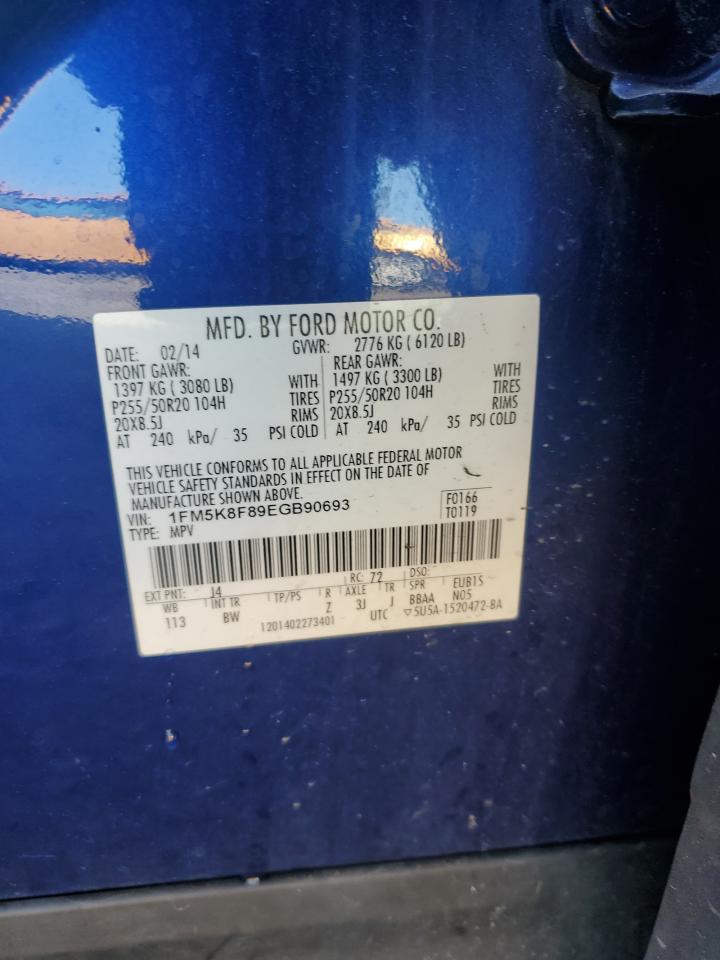 MFD. BY FORD MOTOR CO.
DATE: 02/14 GVWR: 2776 KG ( 6120 LB)
FRONT GAWR: REAR GAWR:
1397 KG ( 3080 LB) WITH 1497 KG ( 3300 LB) WITH
P255/50R20 104H TIRES P255/50R20 104H TIRES
20X8.5J RIMS 20X8.5J RIMS
AT 240 kPa/ 35 PSI COLD AT 240 kPa/ 35 PSI COLD
THIS VEHICLE CONFORMS TO ALL APPLICABLE FEDERAL MOTOR
VEHICLE SAFETY STANDARDS IN EFFECT ON THE DATE OF
MANUFACTURE SHOWN ABOVE.
VIN: 1FM5K8F89EGB90693 F0166
TYPE: MPV T0119
EXT PNT: J4 RC: 72 DSO:
WB INT TR TP/PS R AXLE TR SPR EUB1S
113 BW Z 3J J BBAA N05
1201402273401 UTC ▽5U5A-1520472-BA